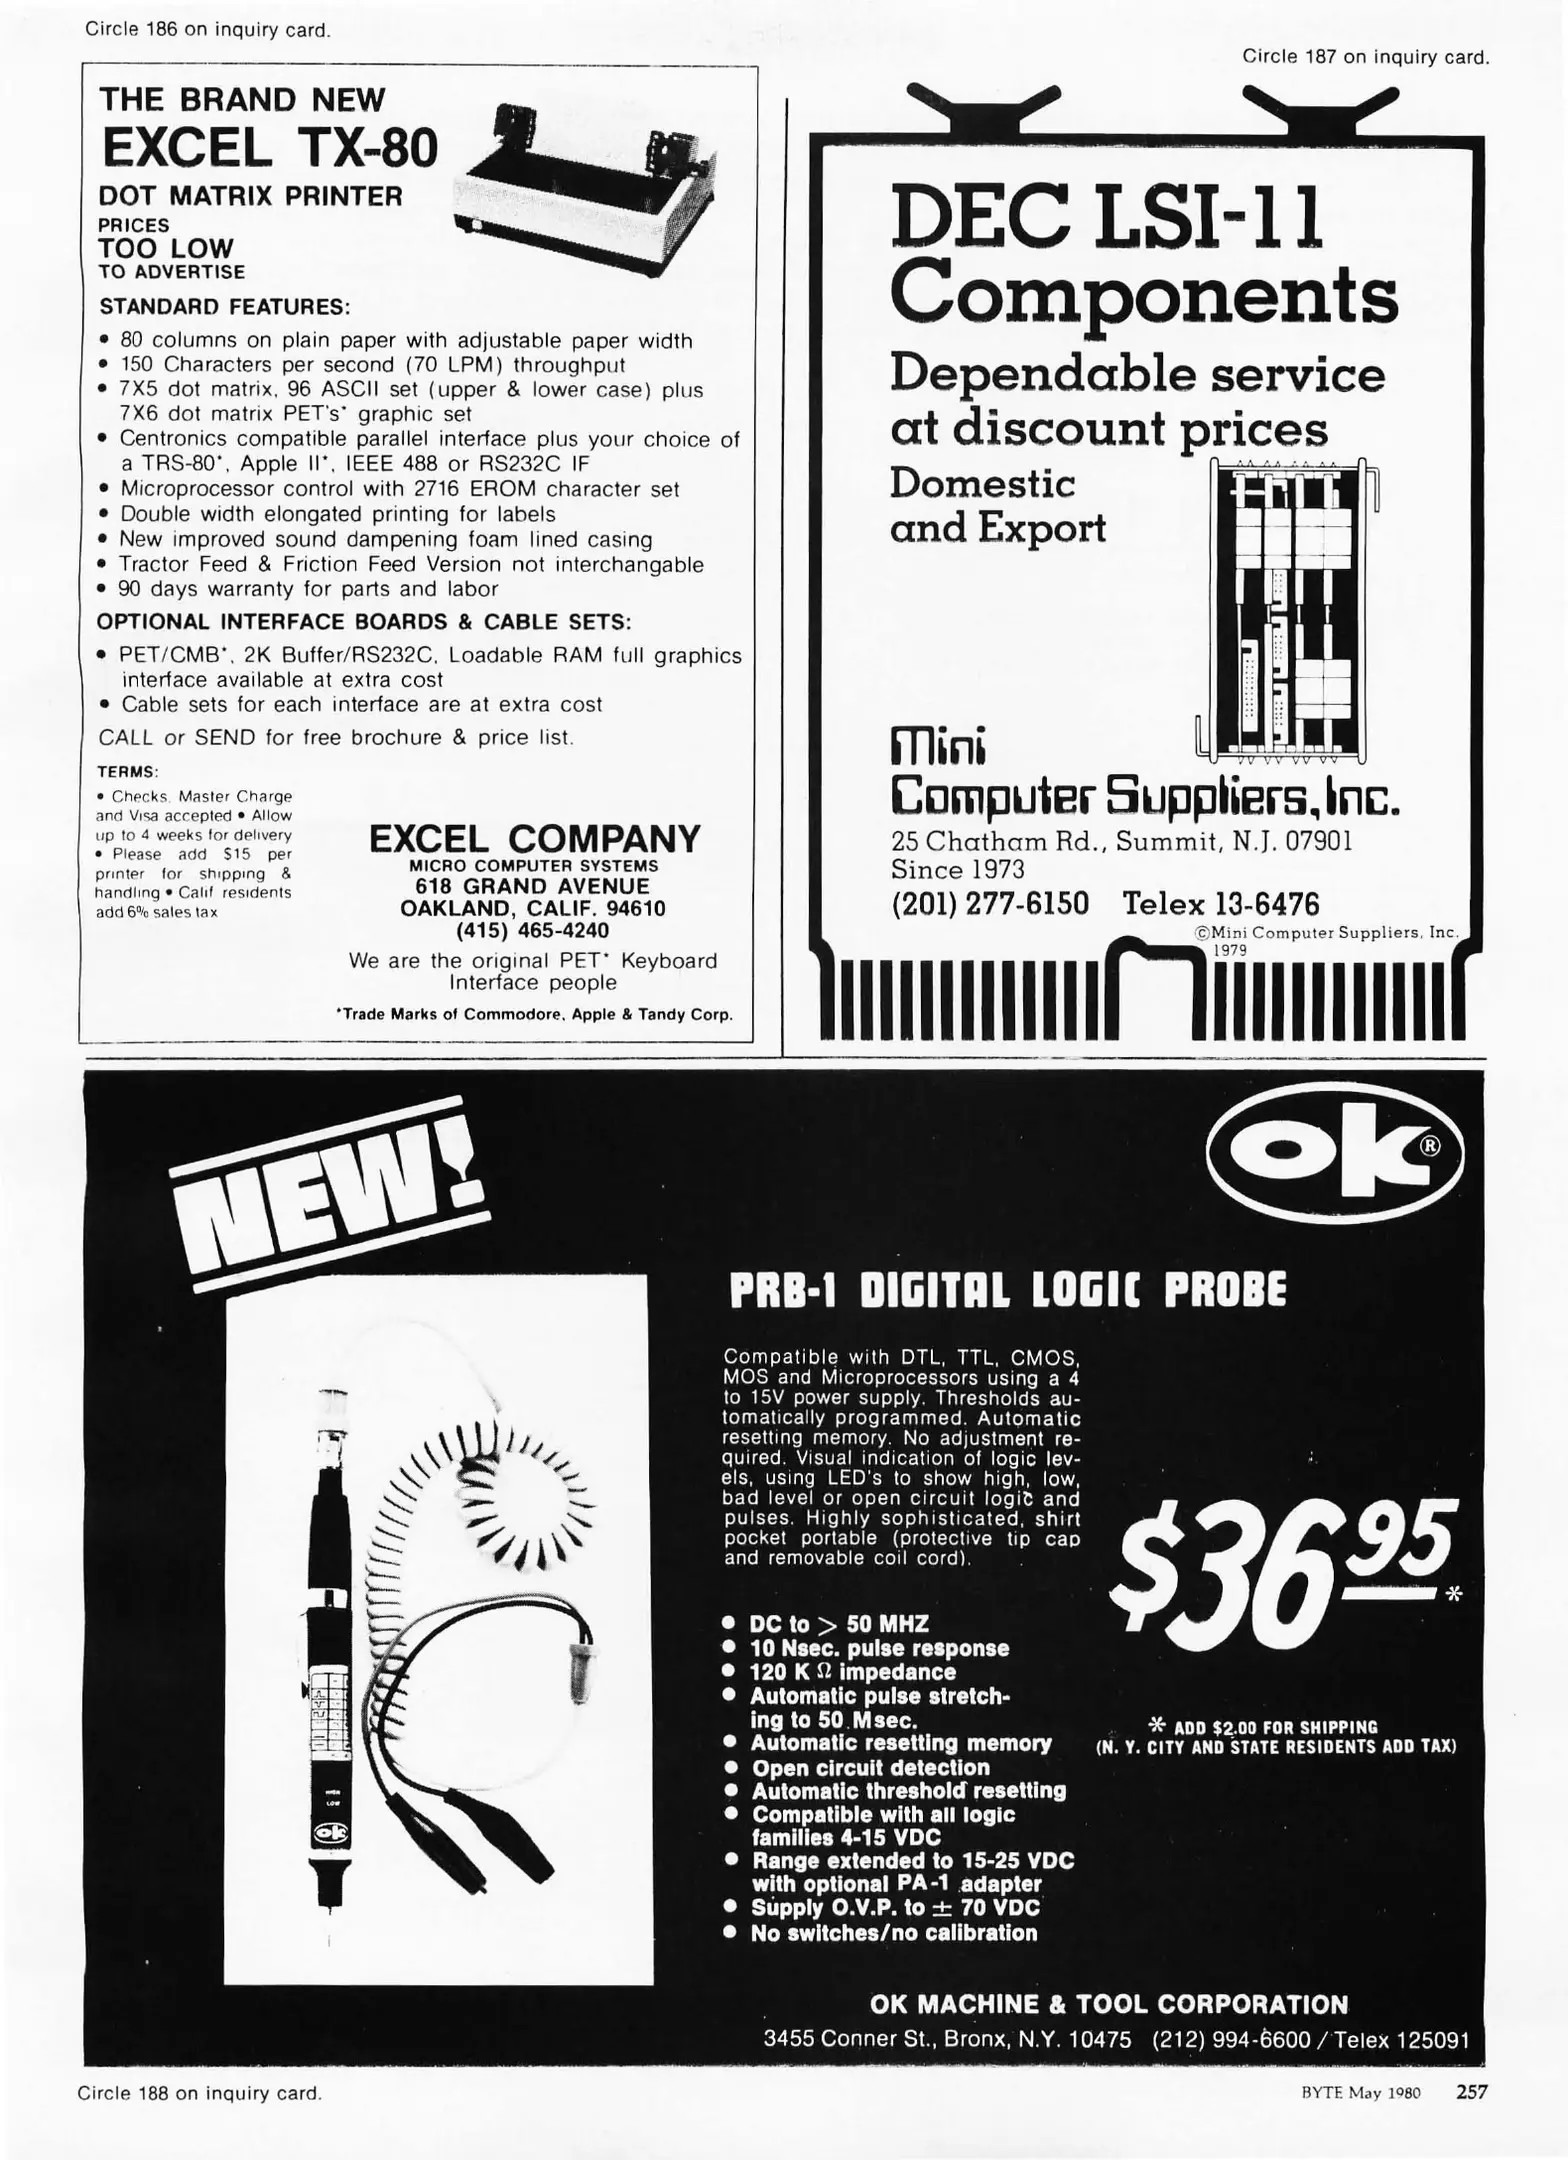 Circle 186 on inquiry card.
THE BRAND NEW
EXCEL TX-80
DOT MATRIX PRINTER
PRICES
TOO LOW
TO ADVERTISE
STANDARD FEATURES:
• 80 columns on plain paper with adjustable paper width
• 150 Characters per second (70 LPM) throughput
• 7X5 dot matrix, 96 ASCII set (upper & lower case) plus
7X6 dot matrix PET's* graphic set
• Centronics compatible parallel interface plus your choice of
a TRS-80*, Apple II*, IEEE 488 or RS232C IF
• Microprocessor control with 2716 EROM character set
• Double width elongated printing for labels
• New improved sound dampening foam lined casing
• Tractor Feed & Friction Feed Version not interchangable
• 90 days warranty for parts and labor
OPTIONAL INTERFACE BOARDS & CABLE SETS:
• PET/CMB*, 2K Buffer/RS232C, Loadable RAM full graphics
interface available at extra cost
• Cable sets for each interface are at extra cost
CALL or SEND for free brochure & price list.
TERMS:
• Checks, Master Charge
and Visa accepted • Allow
up to 4 weeks for delivery
• Please add $15 per
printer for shipping &
handling • Calif residents
add 6% sales tax
EXCEL COMPANY
MICRO COMPUTER SYSTEMS
618 GRAND AVENUE
OAKLAND, CALIF. 94610
(415) 465-4240
We are the original PET* Keyboard
Interface people
*Trade Marks of Commodore, Apple & Tandy Corp.
Circle 187 on inquiry card.
DEC LSI-11
Components
Dependable service
at discount prices
Domestic
and Export
Mini
Computer Suppliers, Inc.
25 Chatham Rd., Summit, N.J. 07901
Since 1973
(201) 277-6150 Telex 13-6476
©Mini Computer Suppliers, Inc.
1979
NEW!
OK®
PRB-1 DIGITAL LOGIC PROBE
Compatible with DTL, TTL, CMOS,
MOS and Microprocessors using a 4
to 15V power supply. Thresholds au-
tomatically programmed. Automatic
resetting memory. No adjustment re-
quired. Visual indication of logic lev-
els, using LED's to show high, low,
bad level or open circuit logic and
pulses. Highly sophisticated, shirt
pocket portable (protective tip cap
and removable coil cord).
• DC to > 50 MHZ
• 10 Nsec. pulse response
• 120 K Ω impedance
• Automatic pulse stretch-
ing to 50 Msec.
• Automatic resetting memory
• Open circuit detection
• Automatic threshold resetting
• Compatible with all logic
families 4-15 VDC
• Range extended to 15-25 VDC
with optional PA-1 adapter
• Supply O.V.P. to ± 70 VDC
• No switches/no calibration
$36.95*
* ADD $2.00 FOR SHIPPING
(N. Y. CITY AND STATE RESIDENTS ADD TAX)
HIGH
LOW
ok
OK MACHINE & TOOL CORPORATION
3455 Conner St., Bronx, N.Y. 10475 (212) 994-6600 / Telex 125091
Circle 188 on inquiry card.
BYTE May 1980 257